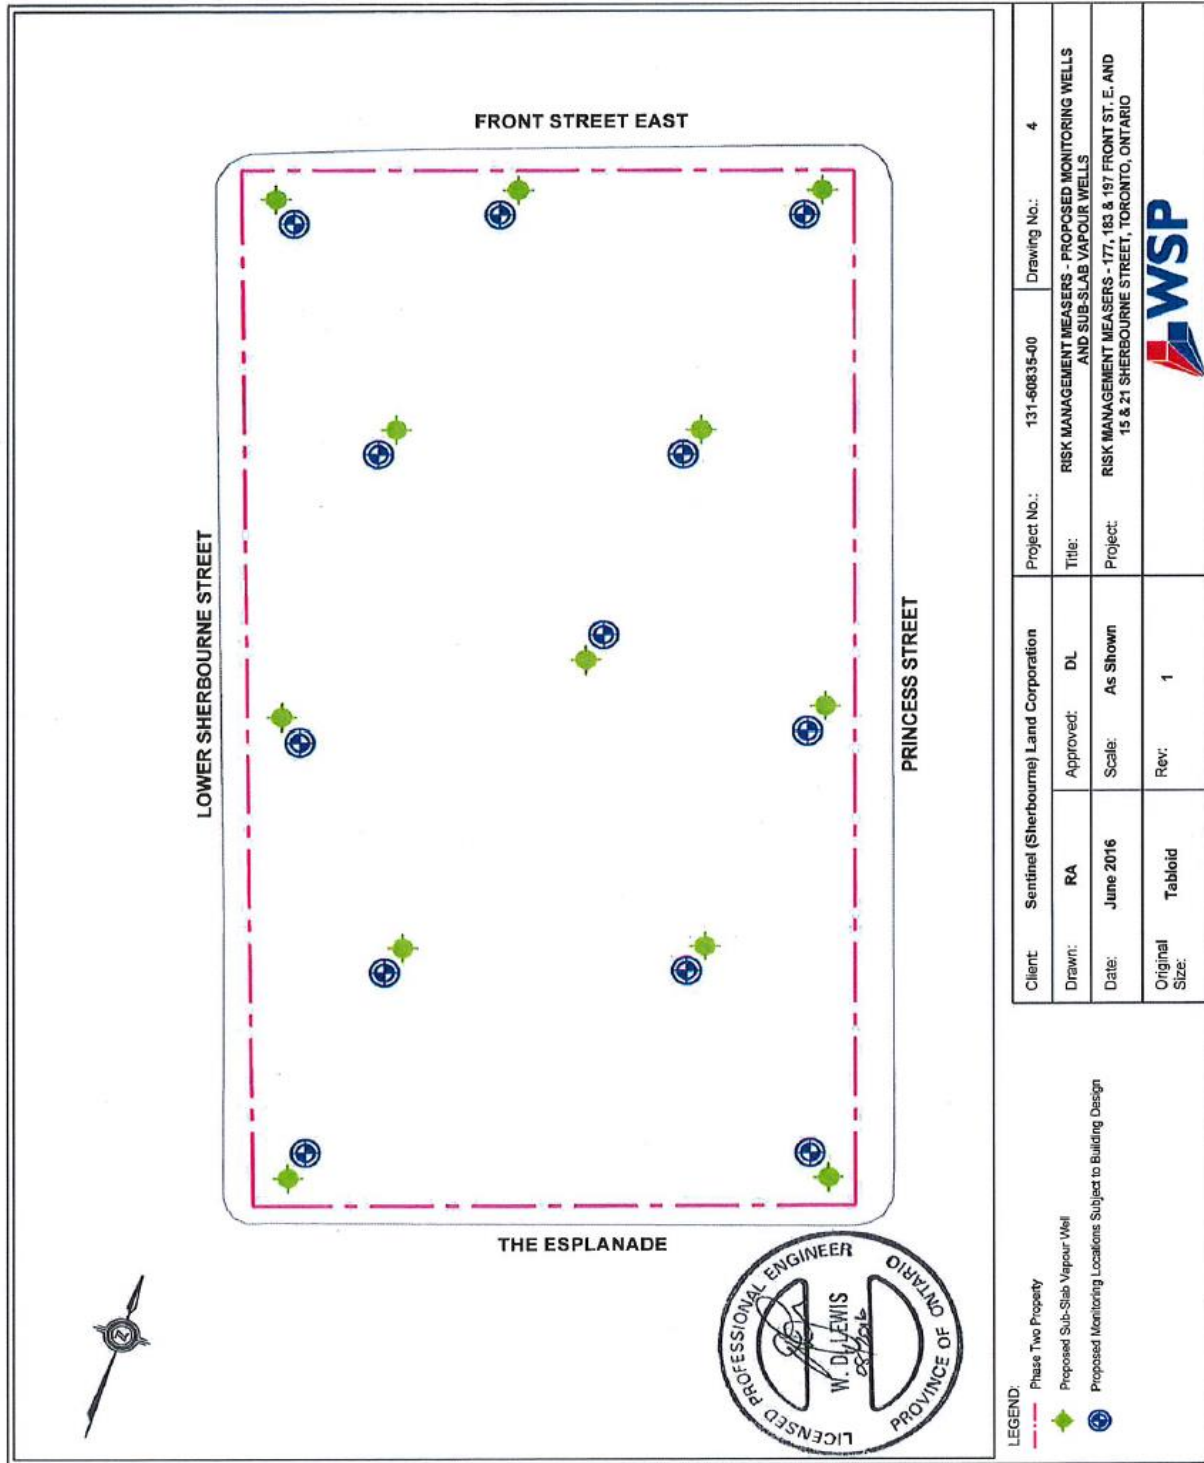 LOWER SHERBOURNE STREET
FRONT STREET EAST
PRINCESS STREET
THE ESPLANADE
LICENSED PROFESSIONAL ENGINEER
W. D. LEWIS
PROVINCE OF ONTARIO
LEGEND:
Phase Two Property
Proposed Sub-Slab Vapour Well
Proposed Monitoring Locations Subject to Building Design
Client: Sentinel (Sherbourne) Land Corporation
Project No.: 131-60835-00
Drawing No.: 4
Drawn: RA
Approved: DL
Title: RISK MANAGEMENT MEASERS - PROPOSED MONITORING WELLS
AND SUB-SLAB VAPOUR WELLS
Date: June 2016
Scale: As Shown
Project: RISK MANAGEMENT MEASERS - 177, 183 & 197 FRONT ST. E. AND
15 & 21 SHERBOURNE STREET, TORONTO, ONTARIO
Original
Size: Tabloid
Rev: 1
WSP